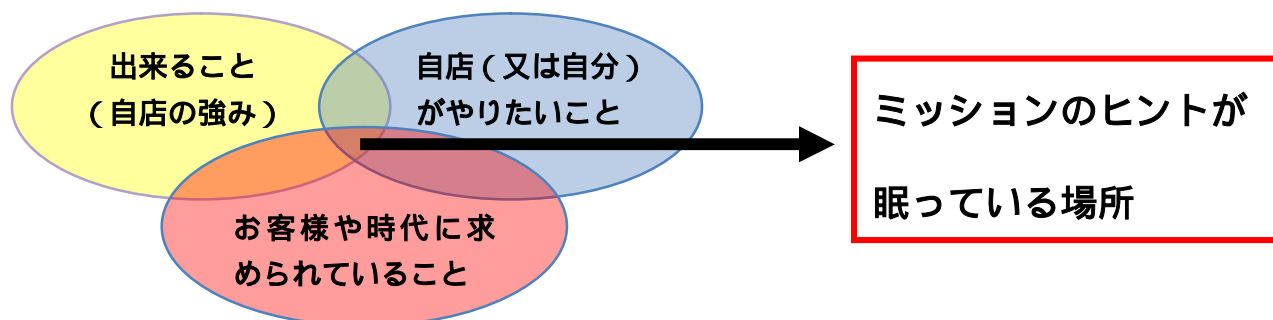 出来ること
（自店の強み）
自店（又は自分）
がやりたいこと
お客様や時代に求
められていること
ミッションのヒントが
眠っている場所